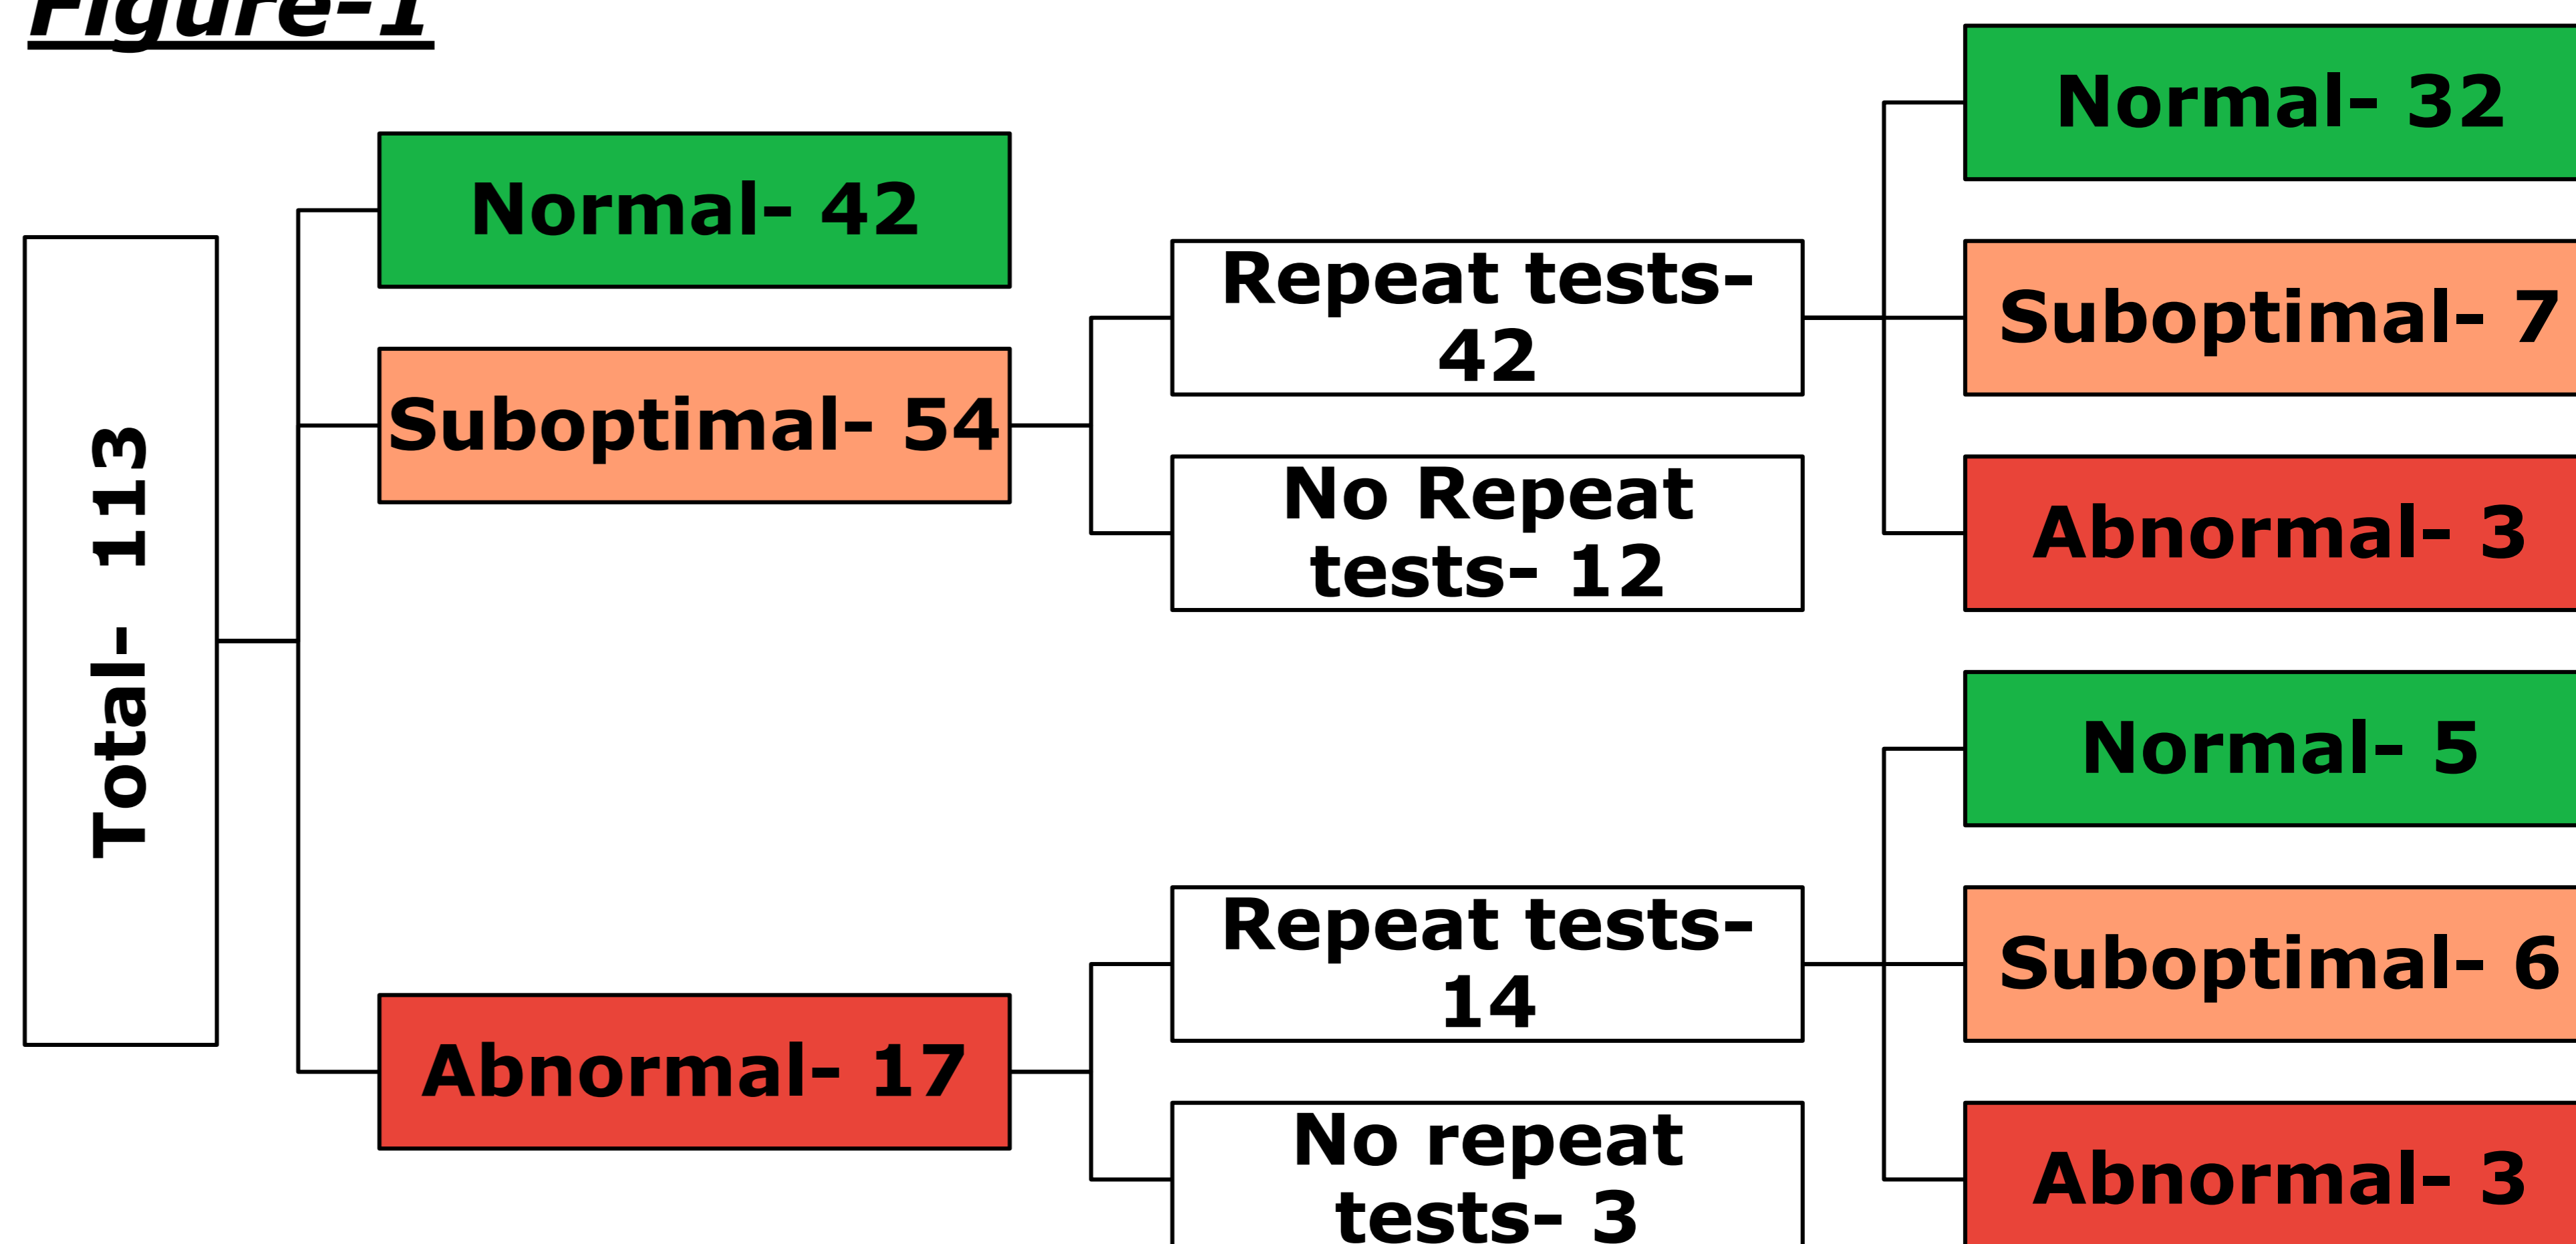 Figure-1
Total- 113
Normal- 42
Suboptimal- 54
Abnormal- 17
Repeat tests-
42
No Repeat
tests- 12
Repeat tests-
14
No repeat
tests- 3
Normal- 32
Suboptimal- 7
Abnormal- 3
Normal- 5
Suboptimal- 6
Abnormal- 3